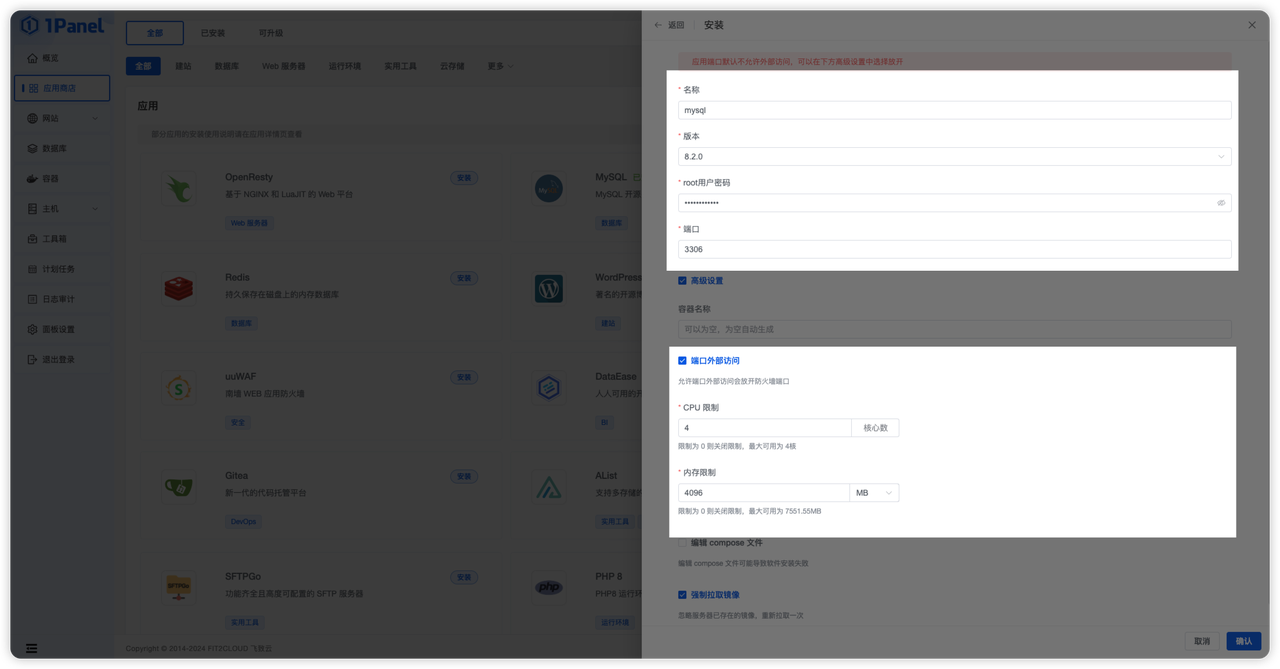 1Panel
概览
应用商店
网站
数据库
容器
主机
工具箱
计划任务
日志审计
面板设置
退出登录
全部
已安装
可升级
全部
建站
数据库
Web 服务器
运行环境
实用工具
云存储
更多
应用
部分应用的安装使用说明请在应用详情页查看
OpenResty
安装
基于 NGINX 和 LuaJIT 的 Web 平台
Web 服务器
MySQL
MySQL 开源
数据库
Redis
安装
持久保存在磁盘上的内存数据库
数据库
WordPress
著名的开源
建站
uuWAF
安装
南墙 WEB 应用防火墙
安全
DataEase
人人可用的
BI
Gitea
安装
新一代的代码托管平台
DevOps
AList
支持多存储的
实用工具
SFTPGo
安装
功能齐全且高度可配置的 SFTP 服务器
实用工具
PHP 8
PHP8 运行环
运行环境
Copyright © 2014-2024 FIT2CLOUD 飞致云
返回
安装
应用端口默认不允许外部访问，可以在下方高级设置中选择放开
* 名称
mysql
* 版本
8.2.0
* root用户密码
••••••••••••
* 端口
3306
高级设置
容器名称
可以为空，为空自动生成
端口外部访问
允许端口外部访问会放开防火墙端口
* CPU 限制
4
核心数
限制为 0 则关闭限制，最大可用为 4核
* 内存限制
4096
MB
限制为 0 则关闭限制，最大可用为 7551.55MB
编辑 compose 文件
编辑 compose 文件可能导致软件安装失败
强制拉取镜像
忽略服务器已存在的镜像，重新拉取一次
取消
确认